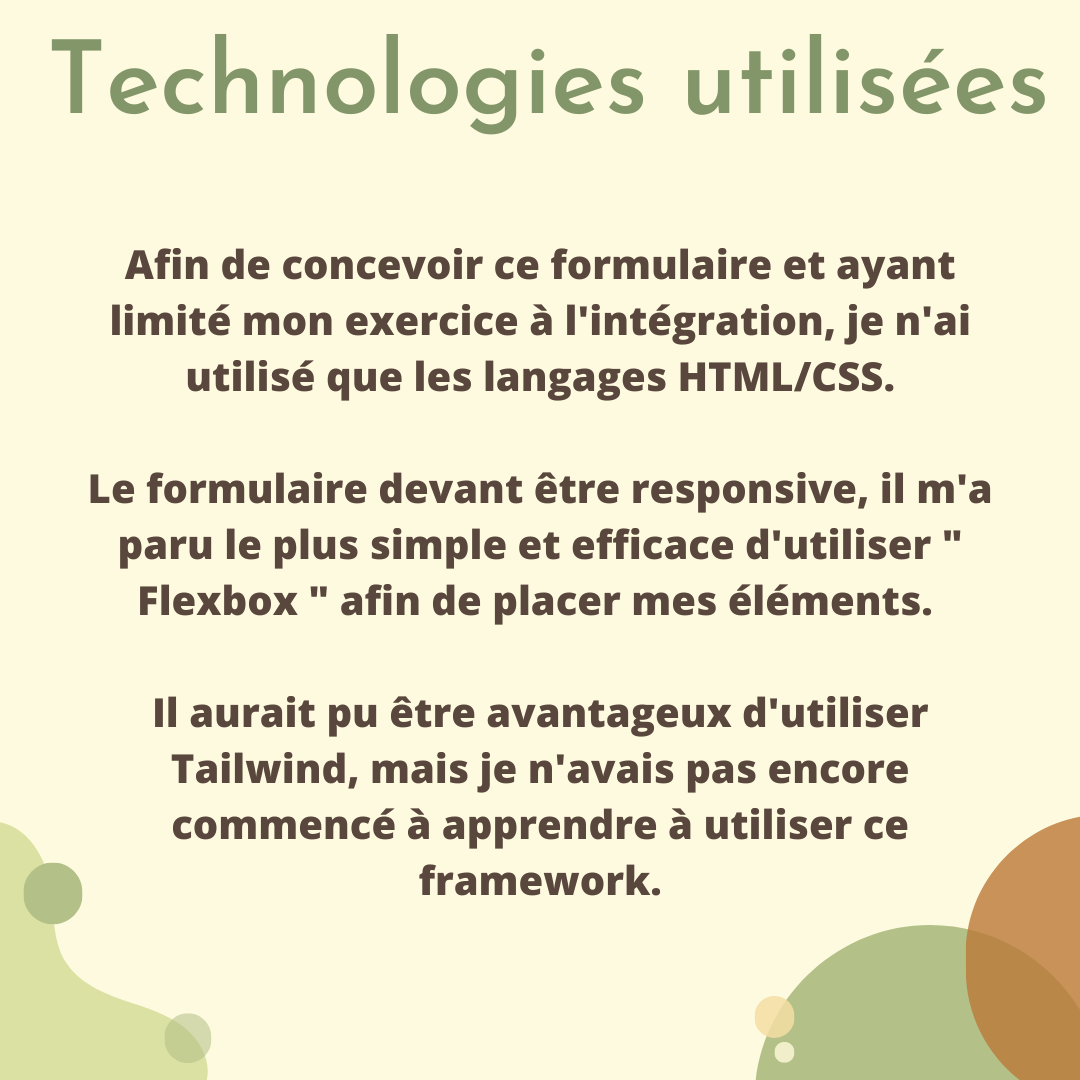 Technologies utilisées
Afin de concevoir ce formulaire et ayant
limité mon exercice à l'intégration, je n'ai
utilisé que les langages HTML/CSS.
Le formulaire devant être responsive, il m'a
paru le plus simple et efficace d'utiliser "
Flexbox " afin de placer mes éléments.
Il aurait pu être avantageux d'utiliser
Tailwind, mais je n'avais pas encore
commencé à apprendre à utiliser ce
framework.